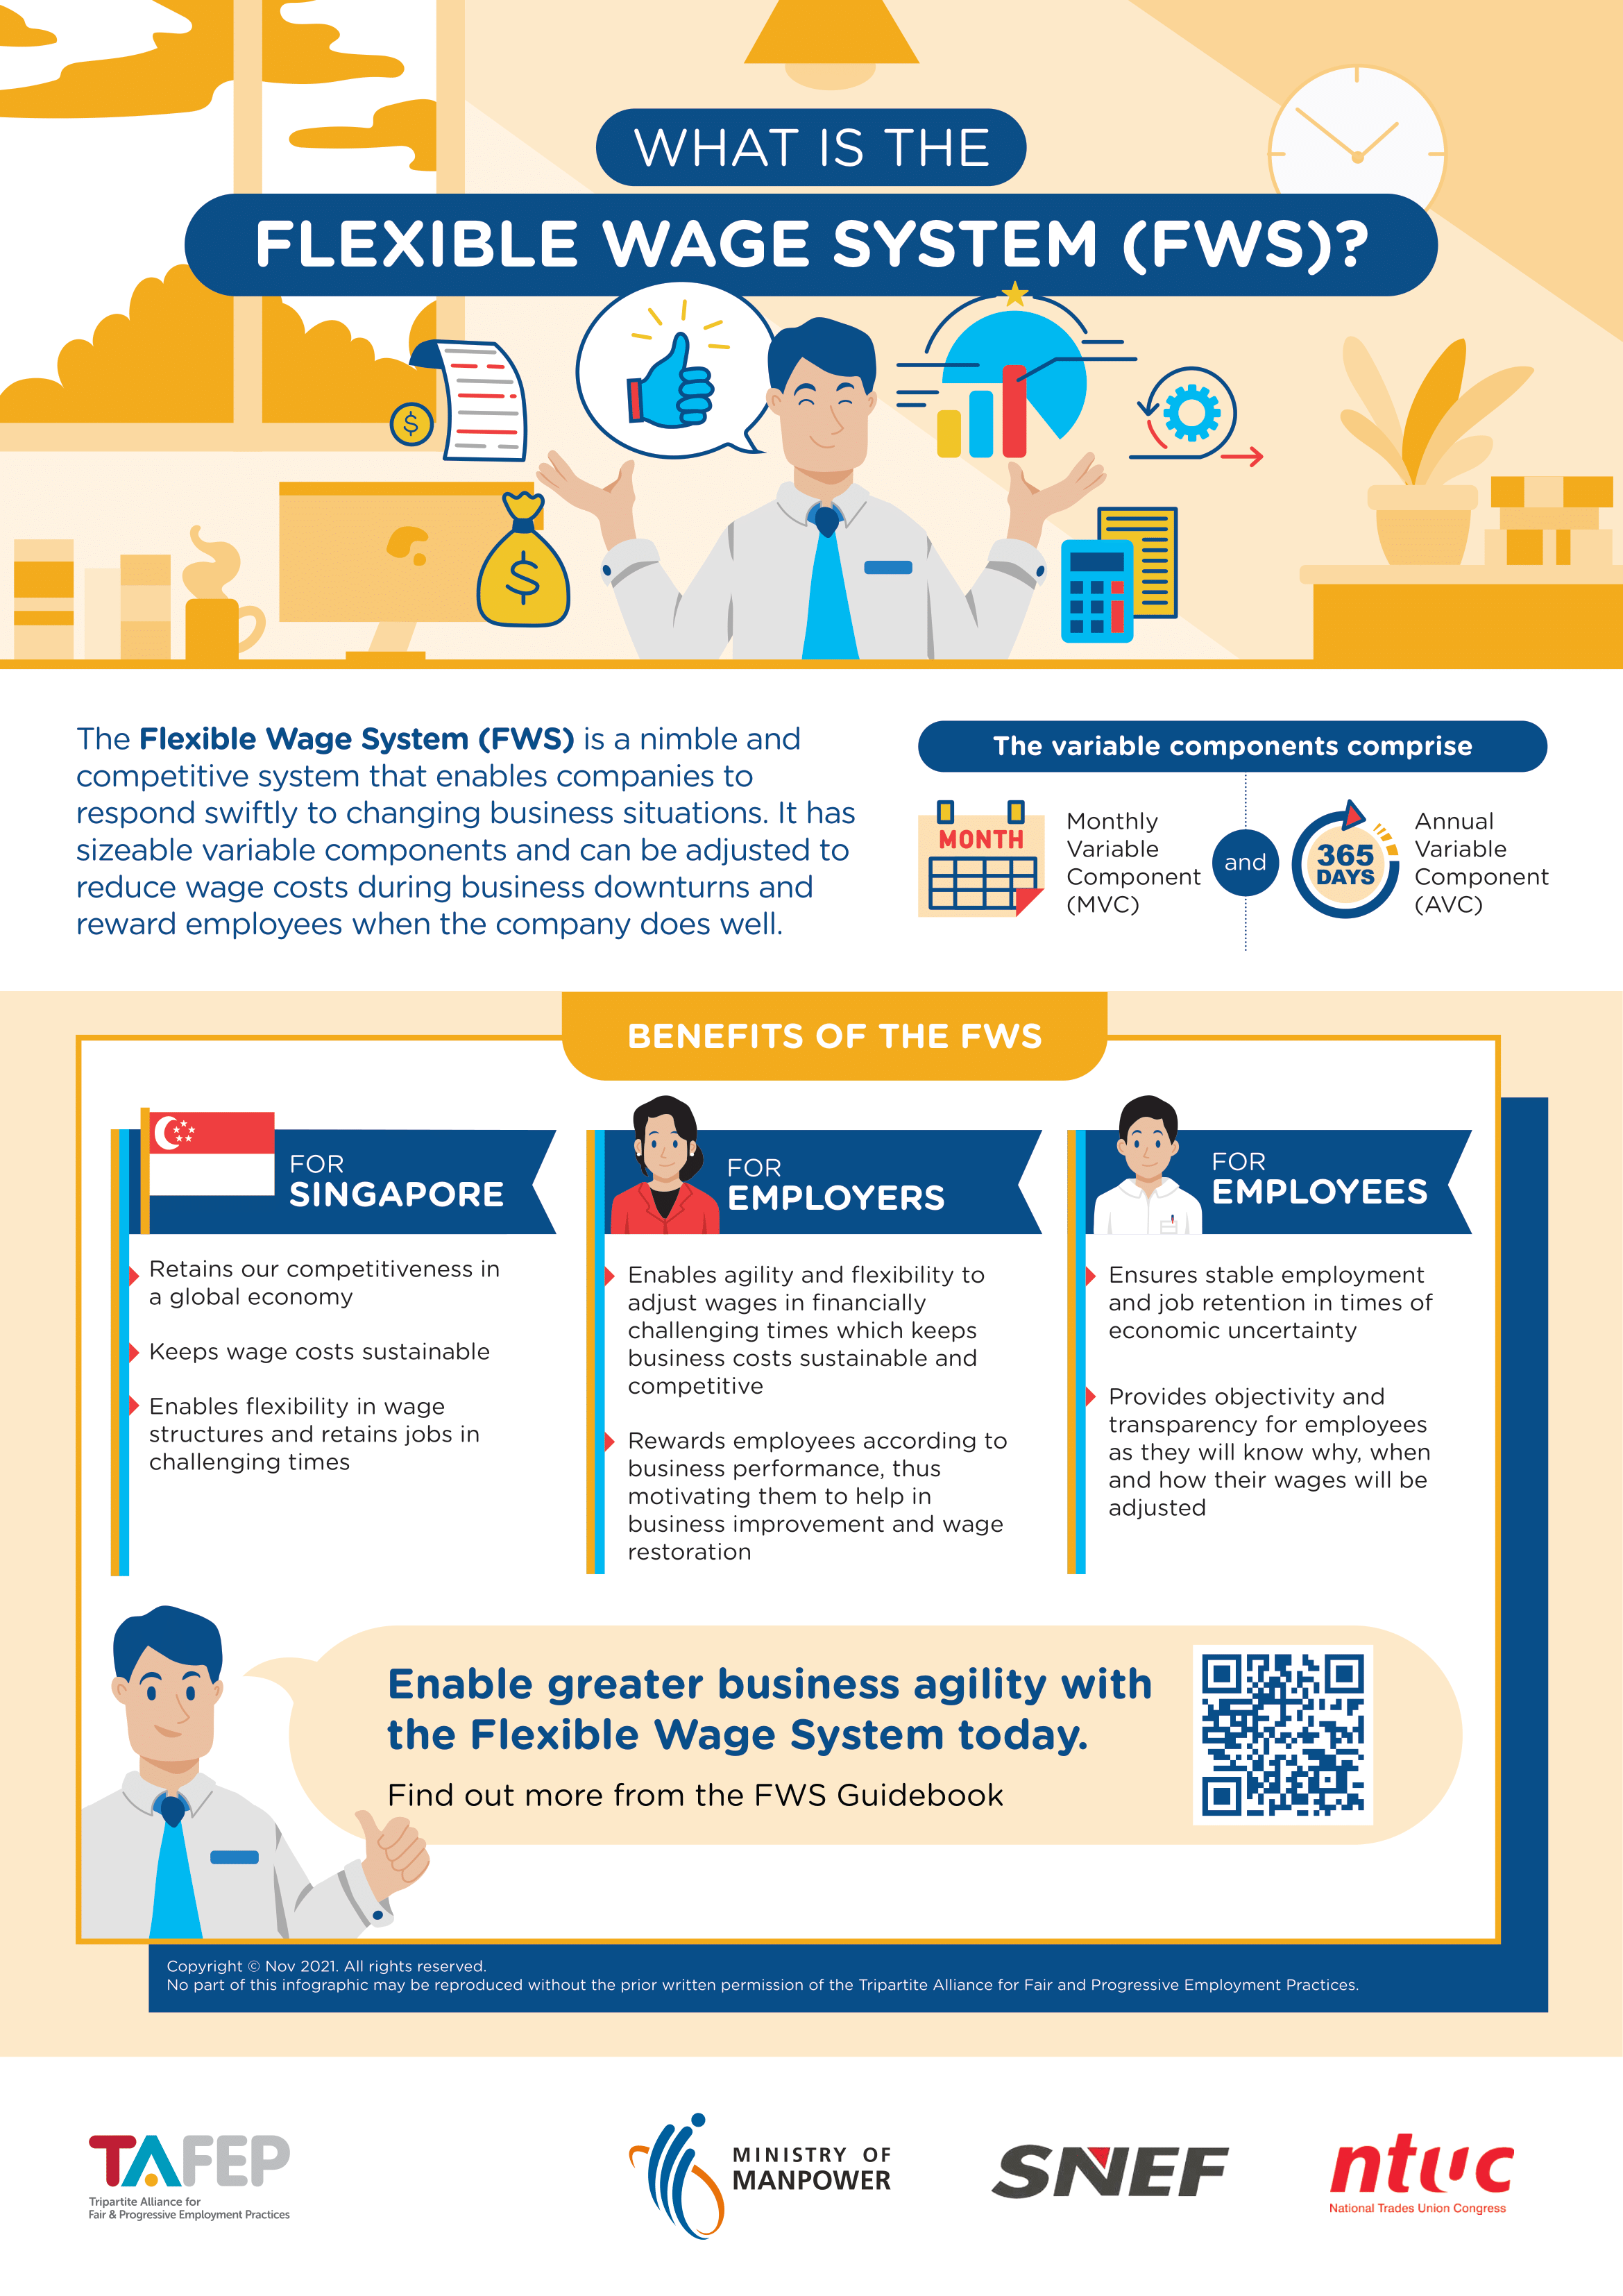 WHAT IS THE
FLEXIBLE WAGE SYSTEM (FWS)?
$
$
The Flexible Wage System (FWS) is a nimble and
competitive system that enables companies to
respond swiftly to changing business situations. It has
sizeable variable components and can be adjusted to
reduce wage costs during business downturns and
reward employees when the company does well.
The variable components comprise
MONTH
Monthly
Variable
Component
(MVC)
and
365
DAYS
Annual
Variable
Component
(AVC)
BENEFITS OF THE FWS
FOR
SINGAPORE
Retains our competitiveness in
a global economy
Keeps wage costs sustainable
Enables flexibility in wage
structures and retains jobs in
challenging times
FOR
EMPLOYERS
Enables agility and flexibility to
adjust wages in financially
challenging times which keeps
business costs sustainable and
competitive
Rewards employees according to
business performance, thus
motivating them to help in
business improvement and wage
restoration
FOR
EMPLOYEES
Ensures stable employment
and job retention in times of
economic uncertainty
Provides objectivity and
transparency for employees
as they will know why, when
and how their wages will be
adjusted
Enable greater business agility with
the Flexible Wage System today.
Find out more from the FWS Guidebook
Copyright © Nov 2021. All rights reserved.
No part of this infographic may be reproduced without the prior written permission of the Tripartite Alliance for Fair and Progressive Employment Practices.
TAFEP
Tripartite Alliance for
Fair & Progressive Employment Practices
MINISTRY OF
MANPOWER
SNEF
ntuc
National Trades Union Congress